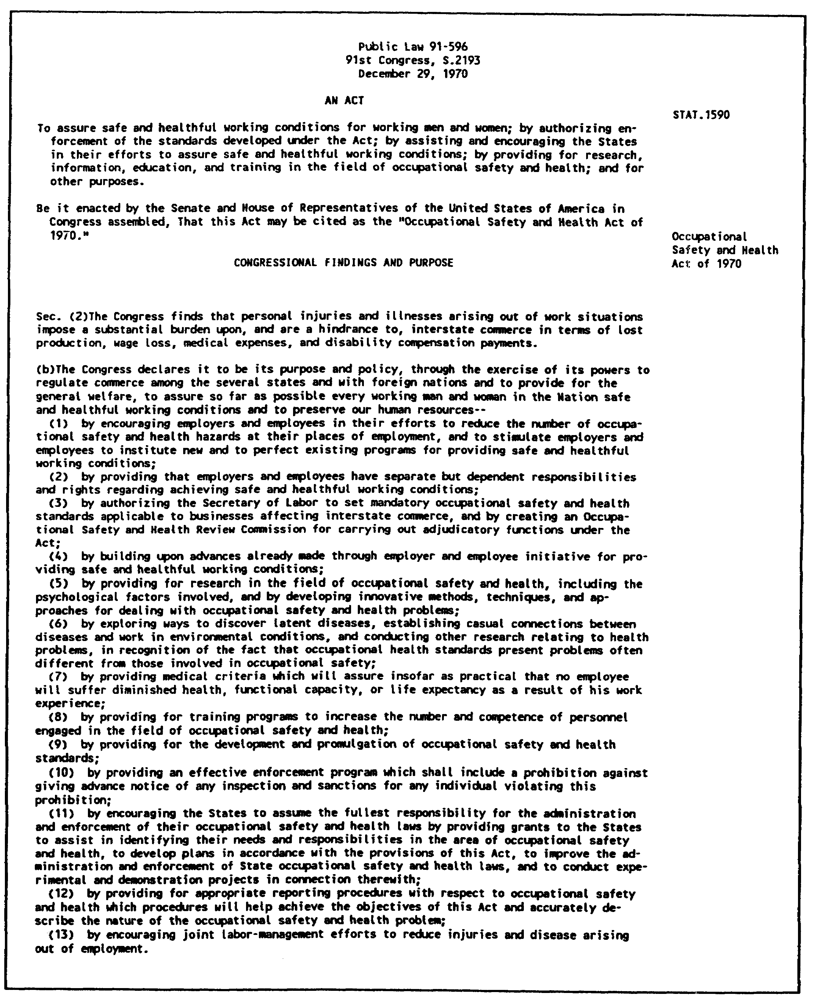 Public Law 91-596
91st Congress, S.2193
December 29, 1970
AN ACT
STAT.1590
To assure safe and healthful working conditions for working men and women; by authorizing en-
forcement of the standards developed under the Act; by assisting and encouraging the States
in their efforts to assure safe and healthful working conditions; by providing for research,
information, education, and training in the field of occupational safety and health; and for
other purposes.
Be it enacted by the Senate and House of Representatives of the United States of America in
Congress assembled, That this Act may be cited as the "Occupational Safety and Health Act of
1970."
Occupational
Safety and Health
Act of 1970
CONGRESSIONAL FINDINGS AND PURPOSE
Sec. (2)The Congress finds that personal injuries and illnesses arising out of work situations
impose a substantial burden upon, and are a hindrance to, interstate commerce in terms of lost
production, wage loss, medical expenses, and disability compensation payments.
(b)The Congress declares it to be its purpose and policy, through the exercise of its powers to
regulate commerce among the several states and with foreign nations and to provide for the
general welfare, to assure so far as possible every working man and woman in the Nation safe
and healthful working conditions and to preserve our human resources--
(1) by encouraging employers and employees in their efforts to reduce the number of occupa-
tional safety and health hazards at their places of employment, and to stimulate employers and
employees to institute new and to perfect existing programs for providing safe and healthful
working conditions;
(2) by providing that employers and employees have separate but dependent responsibilities
and rights regarding achieving safe and healthful working conditions;
(3) by authorizing the Secretary of Labor to set mandatory occupational safety and health
standards applicable to businesses affecting interstate commerce, and by creating an Occupa-
tional Safety and Health Review Commission for carrying out adjudicatory functions under the
Act;
(4) by building upon advances already made through employer and employee initiative for pro-
viding safe and healthful working conditions;
(5) by providing for research in the field of occupational safety and health, including the
psychological factors involved, and by developing innovative methods, techniques, and ap-
proaches for dealing with occupational safety and health problems;
(6) by exploring ways to discover latent diseases, establishing casual connections between
diseases and work in environmental conditions, and conducting other research relating to health
problems, in recognition of the fact that occupational health standards present problems often
different from those involved in occupational safety;
(7) by providing medical criteria which will assure insofar as practical that no employee
will suffer diminished health, functional capacity, or life expectancy as a result of his work
experience;
(8) by providing for training programs to increase the number and competence of personnel
engaged in the field of occupational safety and health;
(9) by providing for the development and promulgation of occupational safety and health
standards;
(10) by providing an effective enforcement program which shall include a prohibition against
giving advance notice of any inspection and sanctions for any individual violating this
prohibition;
(11) by encouraging the States to assume the fullest responsibility for the administration
and enforcement of their occupational safety and health laws by providing grants to the States
to assist in identifying their needs and responsibilities in the area of occupational safety
and health, to develop plans in accordance with the provisions of this Act, to improve the ad-
ministration and enforcement of State occupational safety and health laws, and to conduct expe-
rimental and demonstration projects in connection therewith;
(12) by providing for appropriate reporting procedures with respect to occupational safety
and health which procedures will help achieve the objectives of this Act and accurately de-
scribe the nature of the occupational safety and health problem;
(13) by encouraging joint labor-management efforts to reduce injuries and disease arising
out of employment.